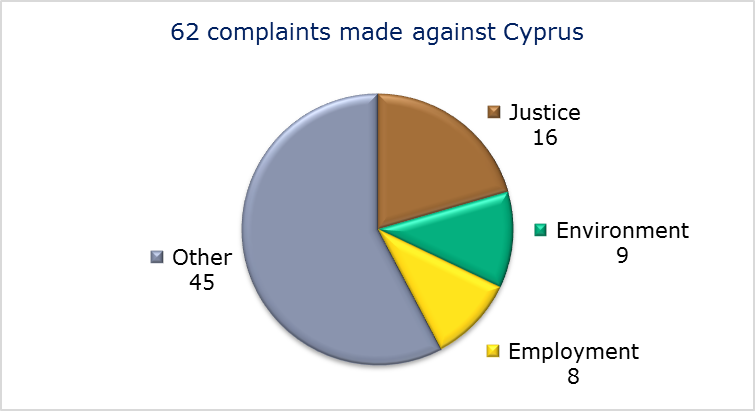 62 complaints made against Cyprus
Justice
16
Environment
9
Other
45
Employment
8